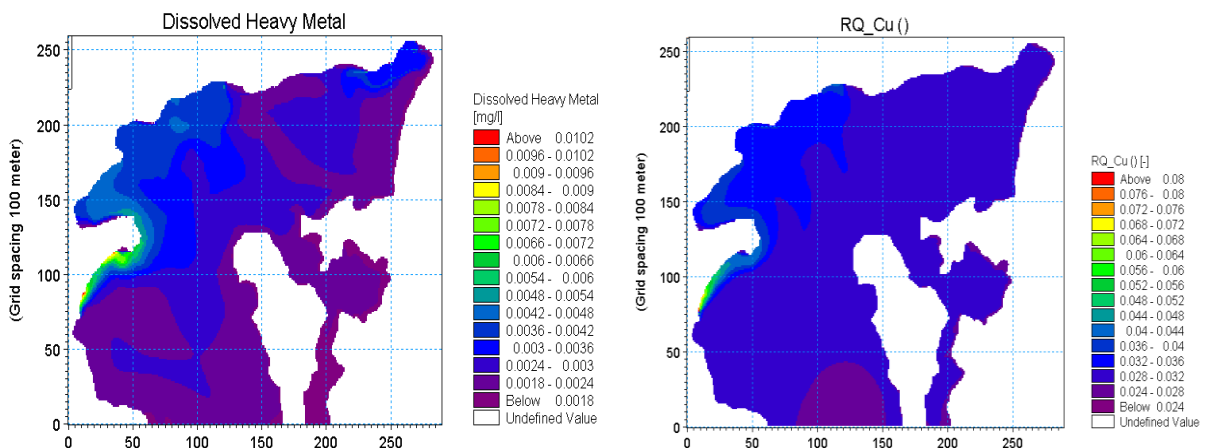 Dissolved Heavy Metal
(Grid spacing 100 meter)
250
200
150
100
50
0
0 50 100 150 200 250
Dissolved Heavy Metal
[mg/l]
Above 0.0102
0.0096 - 0.0102
0.009 - 0.0096
0.0084 - 0.009
0.0078 - 0.0084
0.0072 - 0.0078
0.0066 - 0.0072
0.006 - 0.0066
0.0054 - 0.006
0.0048 - 0.0054
0.0042 - 0.0048
0.0036 - 0.0042
0.003 - 0.0036
0.0024 - 0.003
0.0018 - 0.0024
Below 0.0018
Undefined Value
RQ_Cu ()
(Grid spacing 100 meter)
250
200
150
100
50
0
0 50 100 150 200 250
RQ_Cu () [-]
Above 0.08
0.076 - 0.08
0.072 - 0.076
0.068 - 0.072
0.064 - 0.068
0.06 - 0.064
0.056 - 0.06
0.052 - 0.056
0.048 - 0.052
0.044 - 0.048
0.04 - 0.044
0.036 - 0.04
0.032 - 0.036
0.028 - 0.032
0.024 - 0.028
Below 0.024
Undefined Value